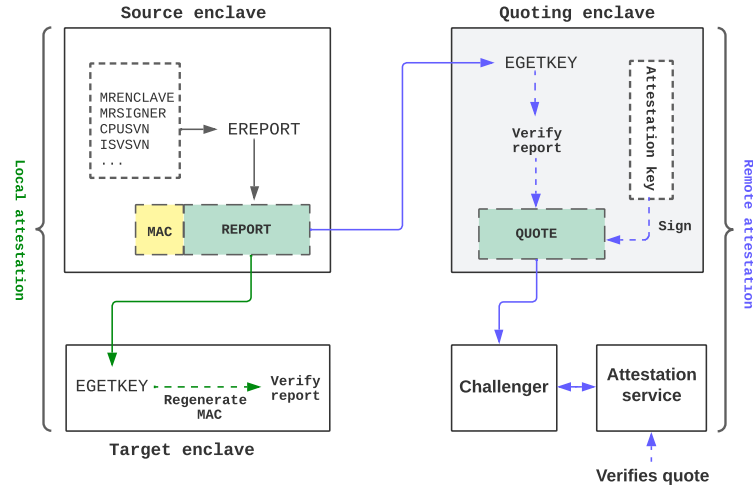 Source enclave
Quoting enclave
MRENCLAVE
MRSIGNER
CPUSVN
ISVSVN
...
EREPORT
MAC
REPORT
Local attestation
EGETKEY
Regenerate
MAC
Verify
report
Target enclave
EGETKEY
Verify
report
QUOTE
Attestation key
Sign
Remote attestation
Challenger
Attestation
service
Verifies quote